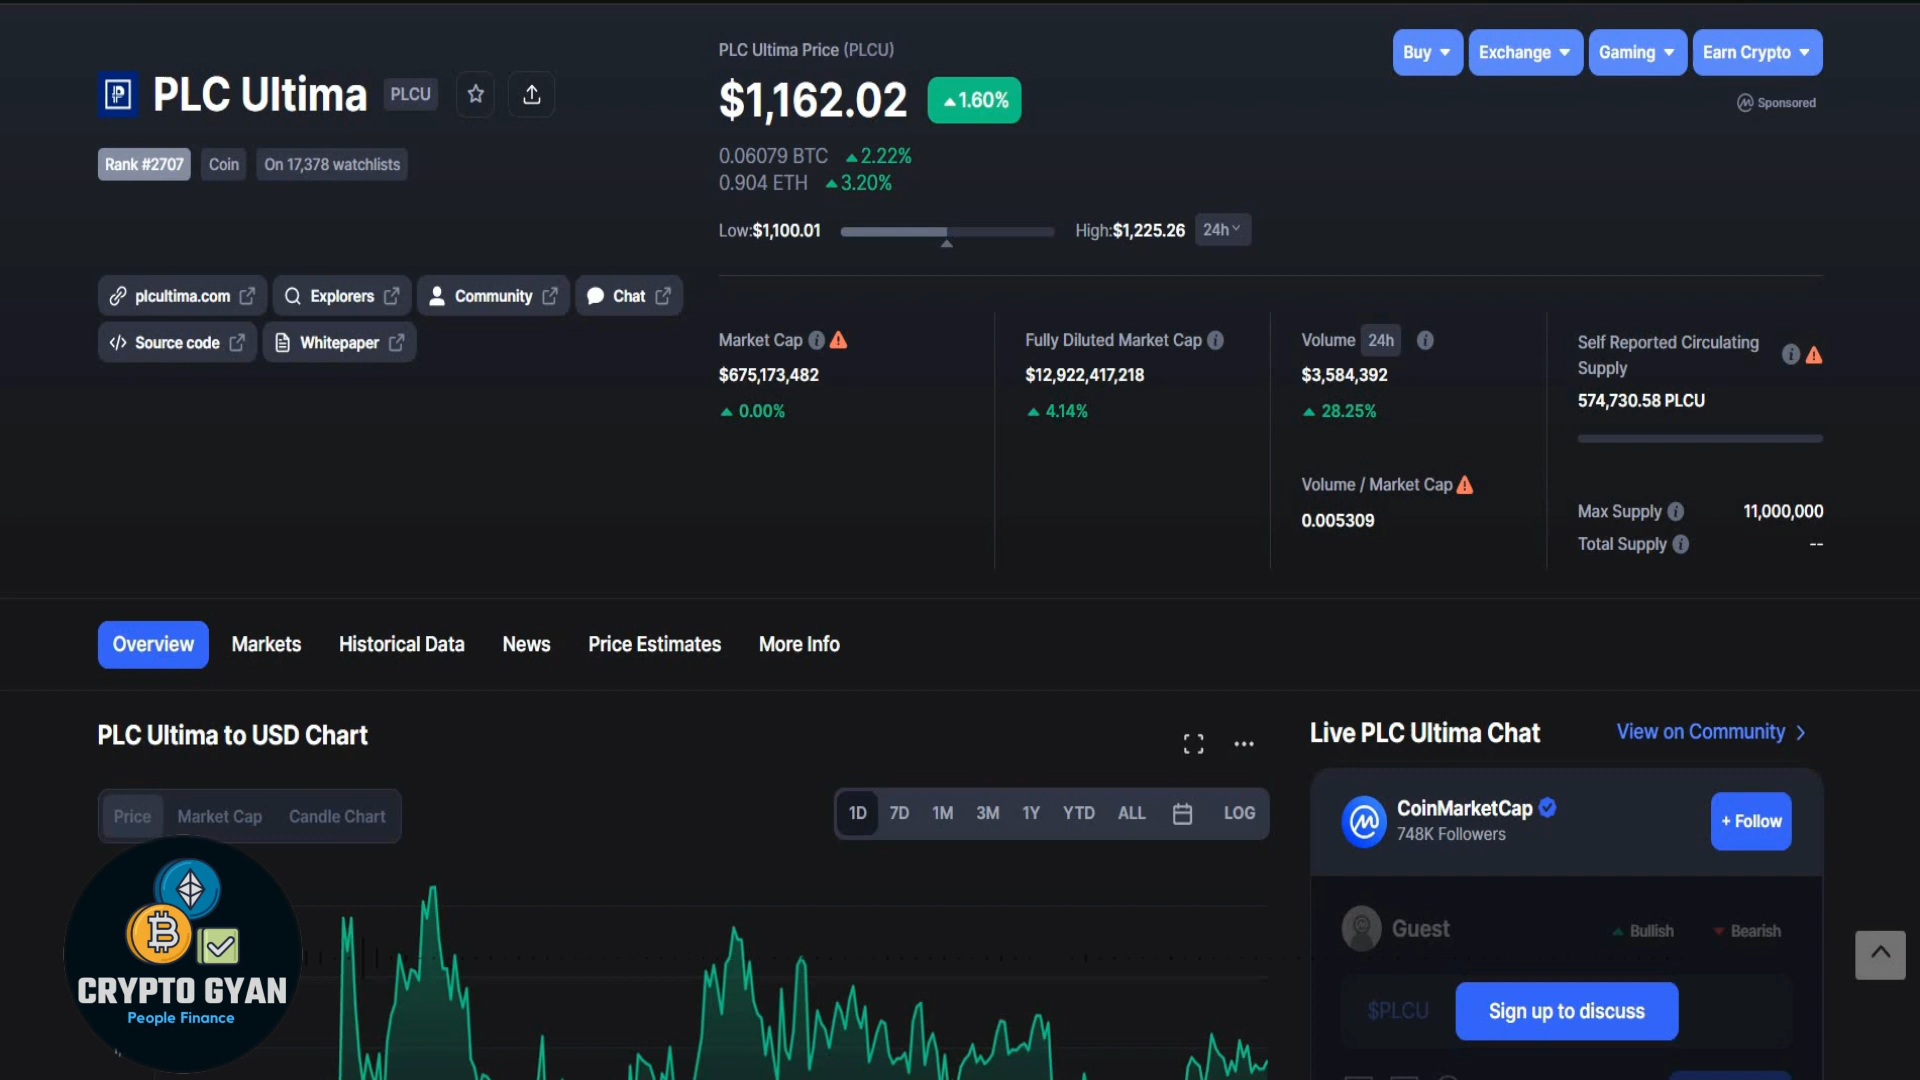 PLC Ultima PLCU
Rank #2707 Coin On 17,378 watchlists
plcultima.com Explorers Community Chat
Source code Whitepaper
PLC Ultima Price (PLCU)
$1,162.02 1.60%
0.06079 BTC 2.22%
0.904 ETH 3.20%
Low:$1,100.01 High:$1,225.26 24h
Buy Exchange Gaming Earn Crypto
Sponsored
Market Cap
$675,173,482
0.00%
Fully Diluted Market Cap
$12,922,417,218
4.14%
Volume 24h
$3,584,392
28.25%
Volume / Market Cap
0.005309
Self Reported Circulating
Supply
574,730.58 PLCU
Max Supply 11,000,000
Total Supply --
Overview Markets Historical Data News Price Estimates More Info
PLC Ultima to USD Chart
Price Market Cap Candle Chart
1D 7D 1M 3M 1Y YTD ALL LOG
CRYPTO GYAN
People Finance
Live PLC Ultima Chat View on Community
CoinMarketCap
748K Followers
+ Follow
Guest Bullish Bearish
$PLCU Sign up to discuss